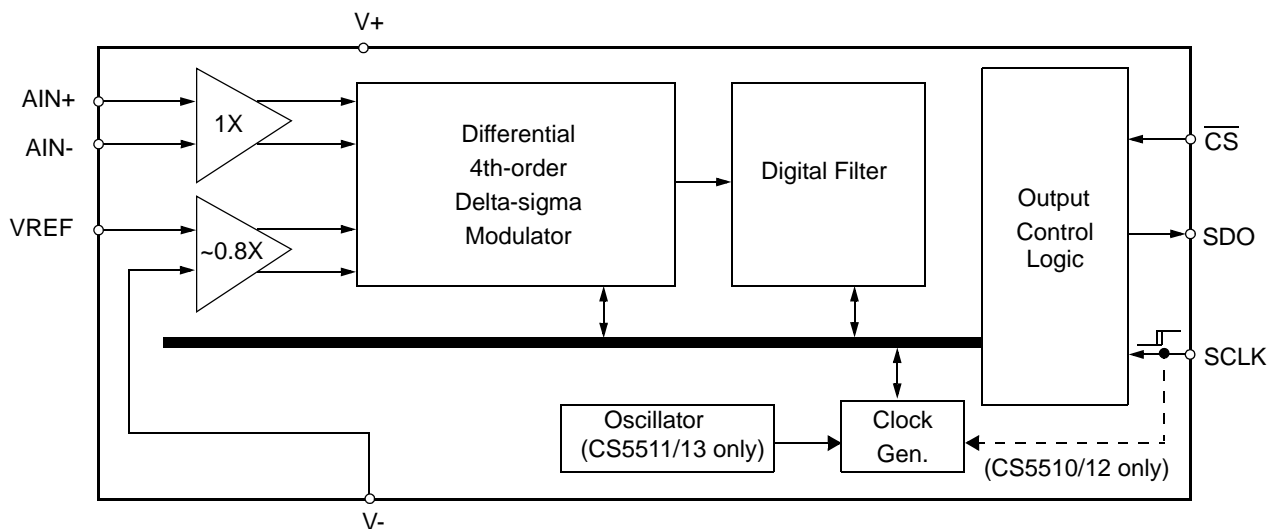 V+
AIN+
AIN-
VREF
1X
~0.8X
Differential
4th-order
Delta-sigma
Modulator
Digital Filter
Output
Control
Logic
CS
SDO
SCLK
Oscillator
(CS5511/13 only)
Clock
Gen.
(CS5510/12 only)
V-